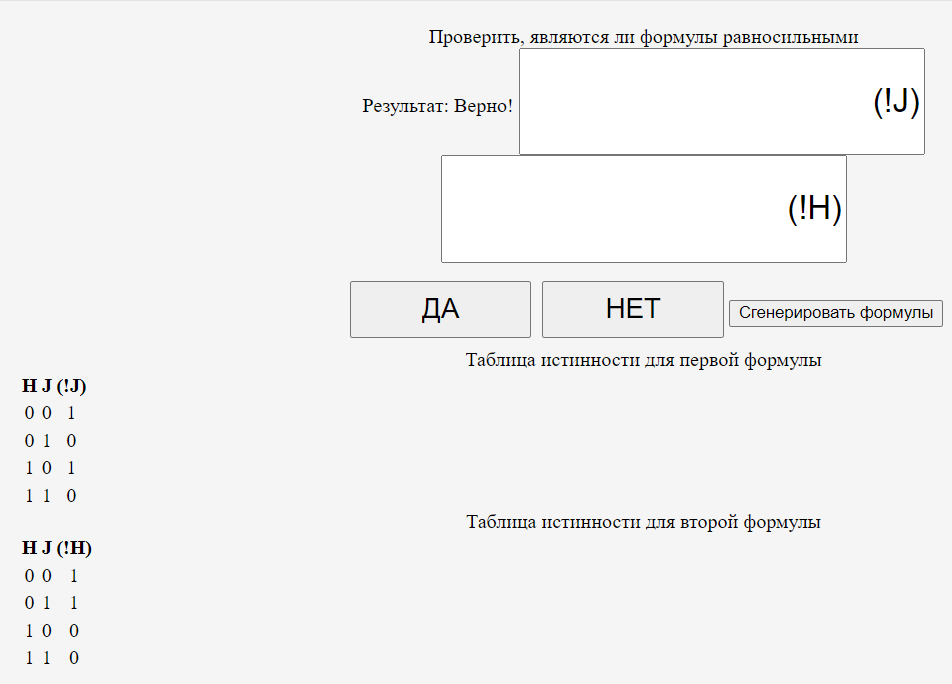 Проверить, являются ли формулы равносильными
Результат: Верно! (!J)
(!H)
ДА НЕТ Сгенерировать формулы
Таблица истинности для первой формулы
H J (!J)
0 0 1
0 1 0
1 0 1
1 1 0
Таблица истинности для второй формулы
H J (!H)
0 0 1
0 1 1
1 0 0
1 1 0